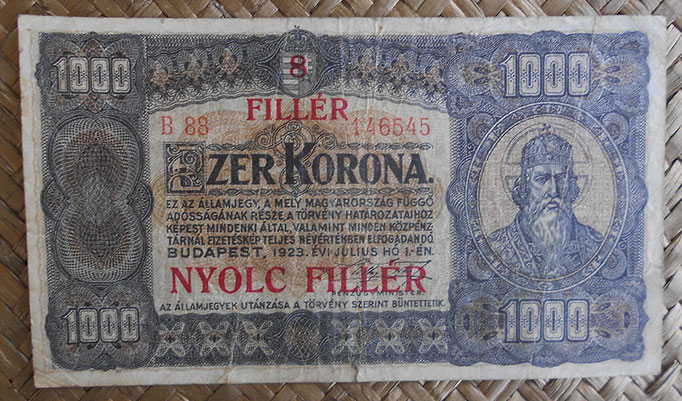 1000 8 1000
FILLÉR
B 88 146545
EZER KORONA.
EZ AZ ÁLLAMJEGY, A MELY MAGYARORSZÁG FÜGGŐ
ADÓSSÁGÁNAK RÉSZE A TÖRVÉNY HATÁROZATAIHOZ
KÉPEST MINDENKI ÁLTAL, VALAMINT MINDEN KÖZPÉNZ-
TÁRNÁL FIZETÉSKÉP TELJES NÉVÉRTÉKBEN ELFOGADANDÓ.
BUDAPEST, 1923. ÉVI JÚLIUS HÓ 1.-ÉN.
NYOLC FILLÉR
PÉNZÜGYMINISTER
AZ ÁLLAMJEGYEK UTÁNZÁSA A TÖRVÉNY SZERINT BÜNTETTETIK.
1000 1000